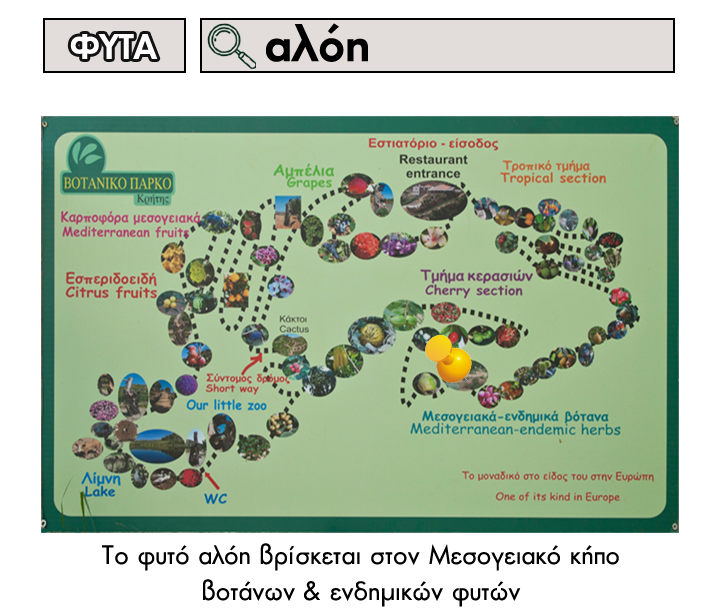 ΦΥΤΑ
αλόη
ΒΟΤΑΝΙΚΟ ΠΑΡΚΟ
Κρήτης
Εστιατόριο - είσοδος
Restaurant
entrance
Αμπέλια
Grapes
Τροπικό τμήμα
Tropical section
Καρποφόρα μεσογειακά
Mediterranean fruits
Εσπεριδοειδή
Citrus fruits
Τμήμα κερασιών
Cherry section
Κάκτοι
Cactus
Σύντομος δρόμος
Short way
Our little zoo
Μεσογειακά-ενδημικά βότανα
Mediterranean-endemic herbs
Λίμνη
Lake
WC
Το μοναδικό στο είδος του στην Ευρώπη
One of its kind in Europe
Το φυτό αλόη βρίσκεται στον Μεσογειακό κήπο
βοτάνων & ενδημικών φυτών